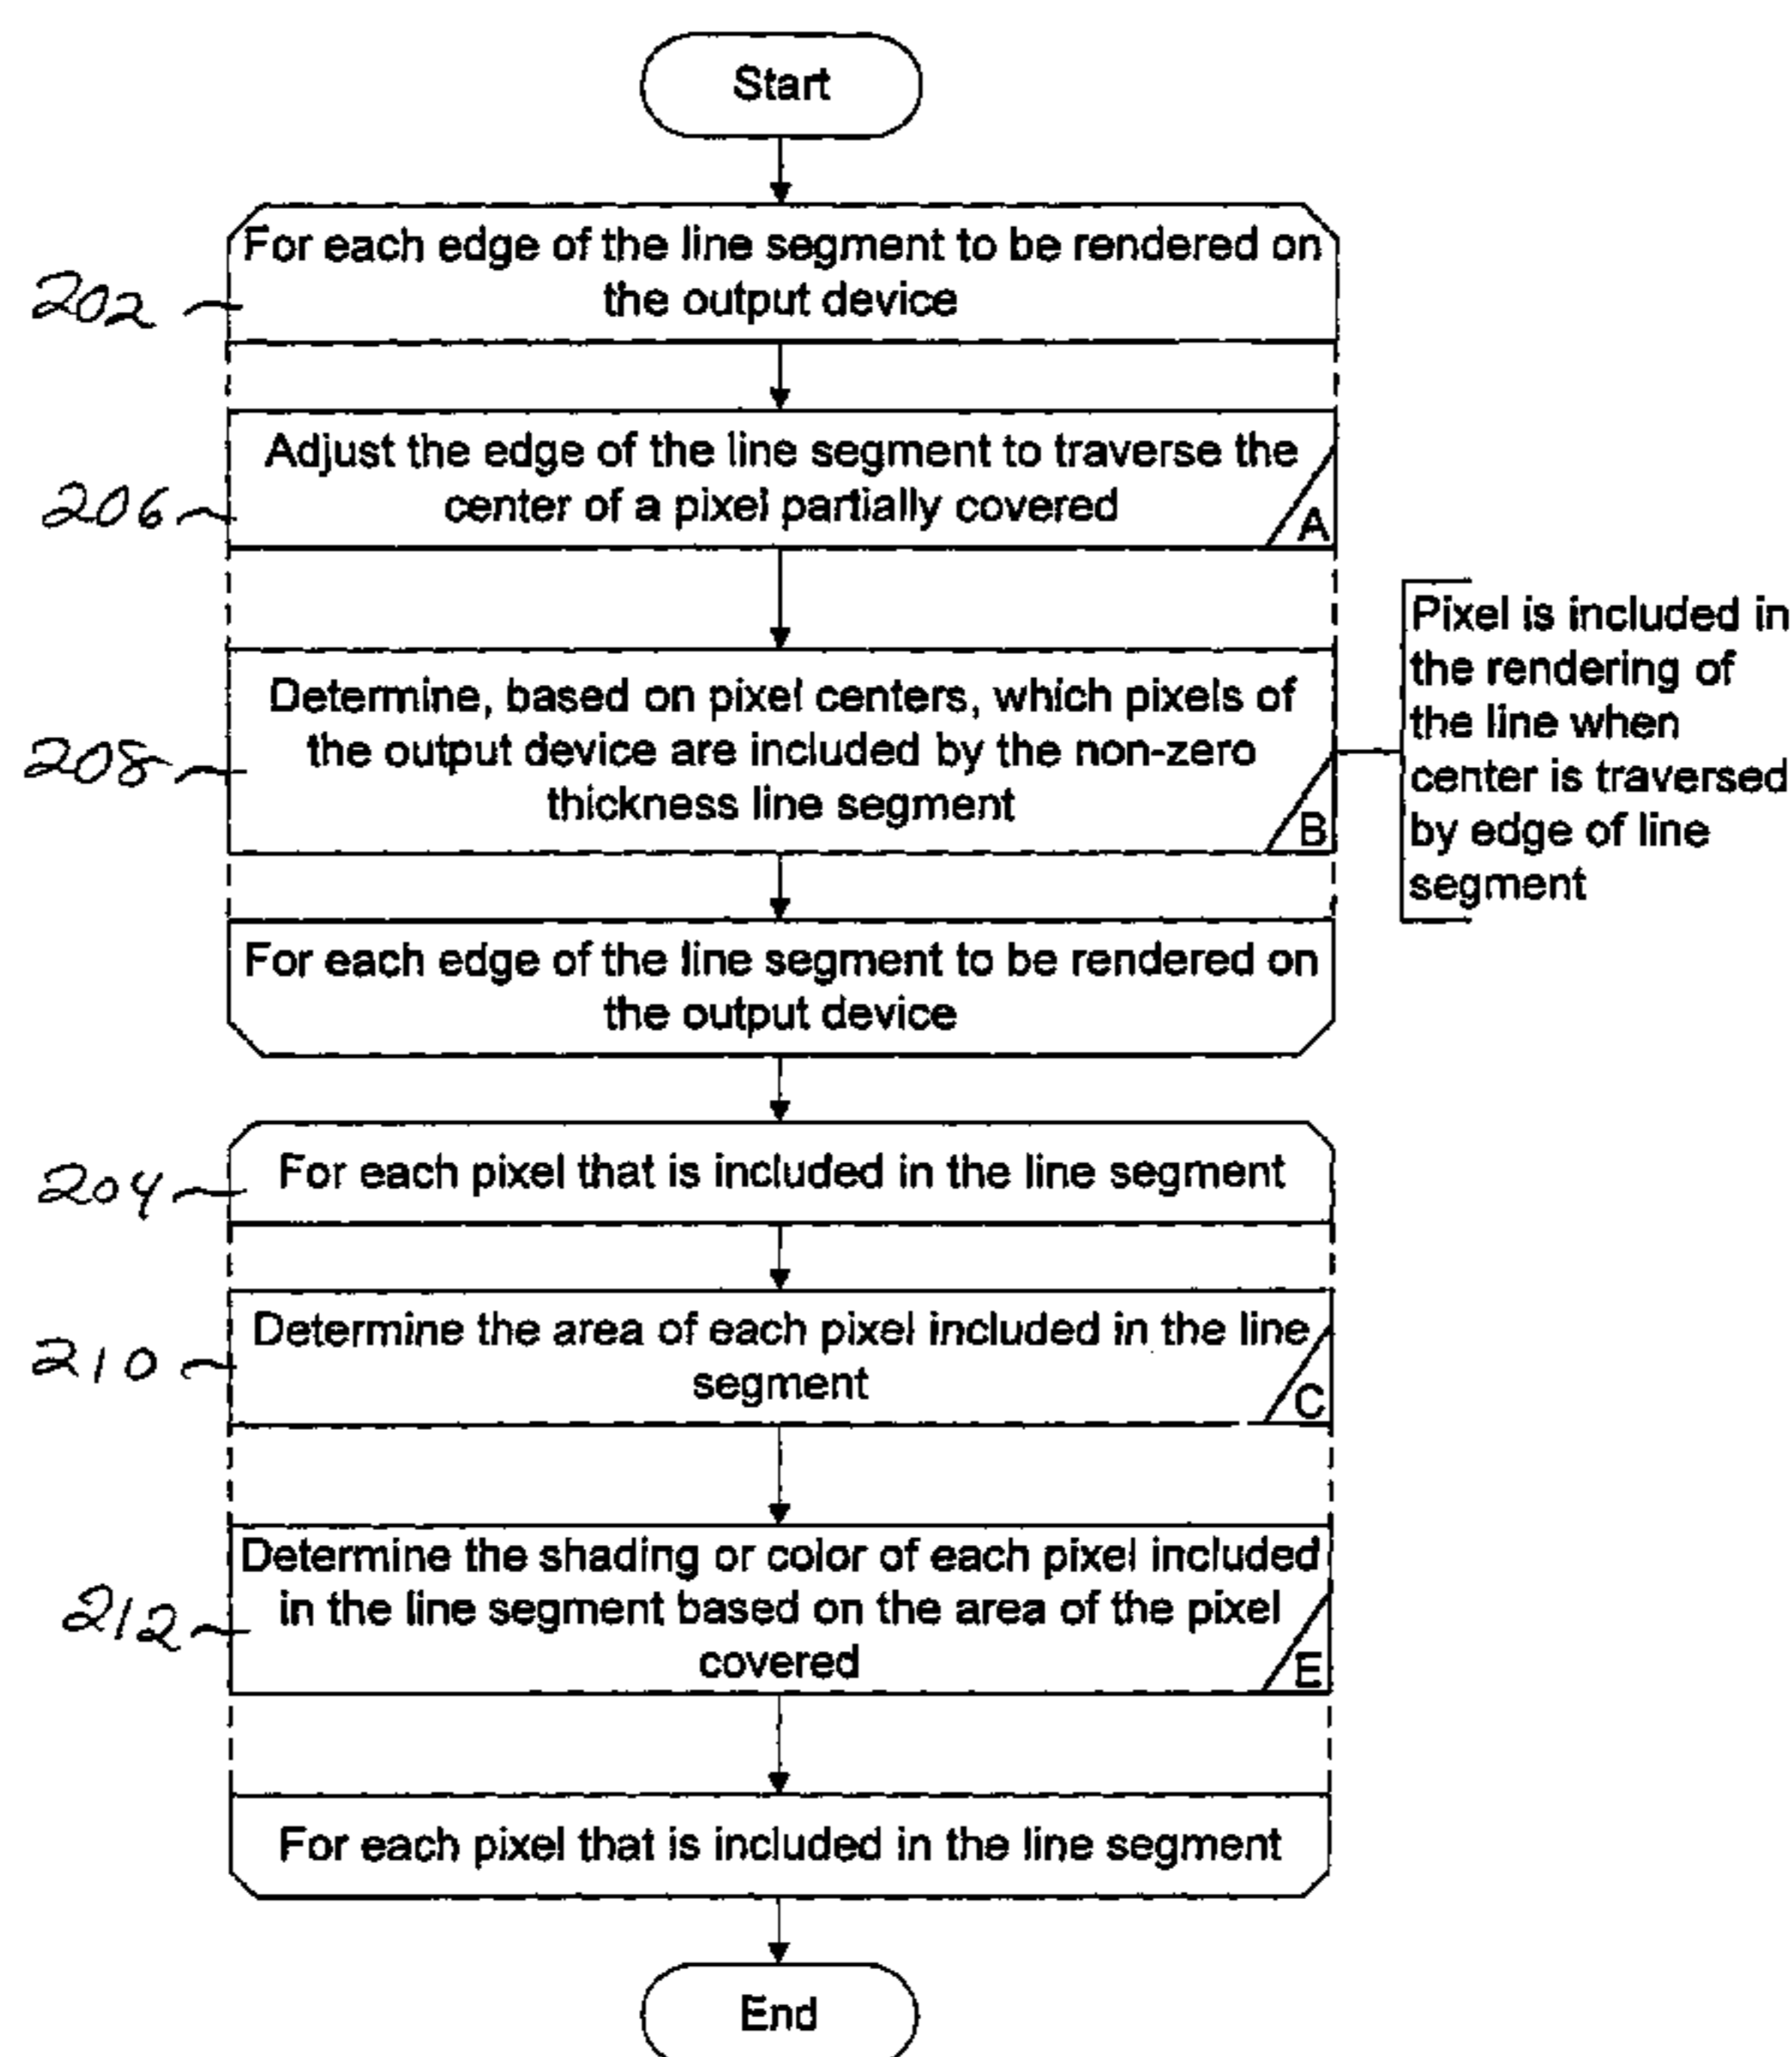 Start
For each edge of the line segment to be rendered on
the output device
202
Adjust the edge of the line segment to traverse the
center of a pixel partially covered
A
206
Determine, based on pixel centers, which pixels of
the output device are included by the non-zero
thickness line segment
B
208
Pixel is included in
the rendering of
the line when
center is traversed
by edge of line
segment
For each edge of the line segment to be rendered on
the output device
For each pixel that is included in the line segment
204
Determine the area of each pixel included in the line
segment
C
210
Determine the shading or color of each pixel included
in the line segment based on the area of the pixel
covered
E
212
For each pixel that is included in the line segment
End